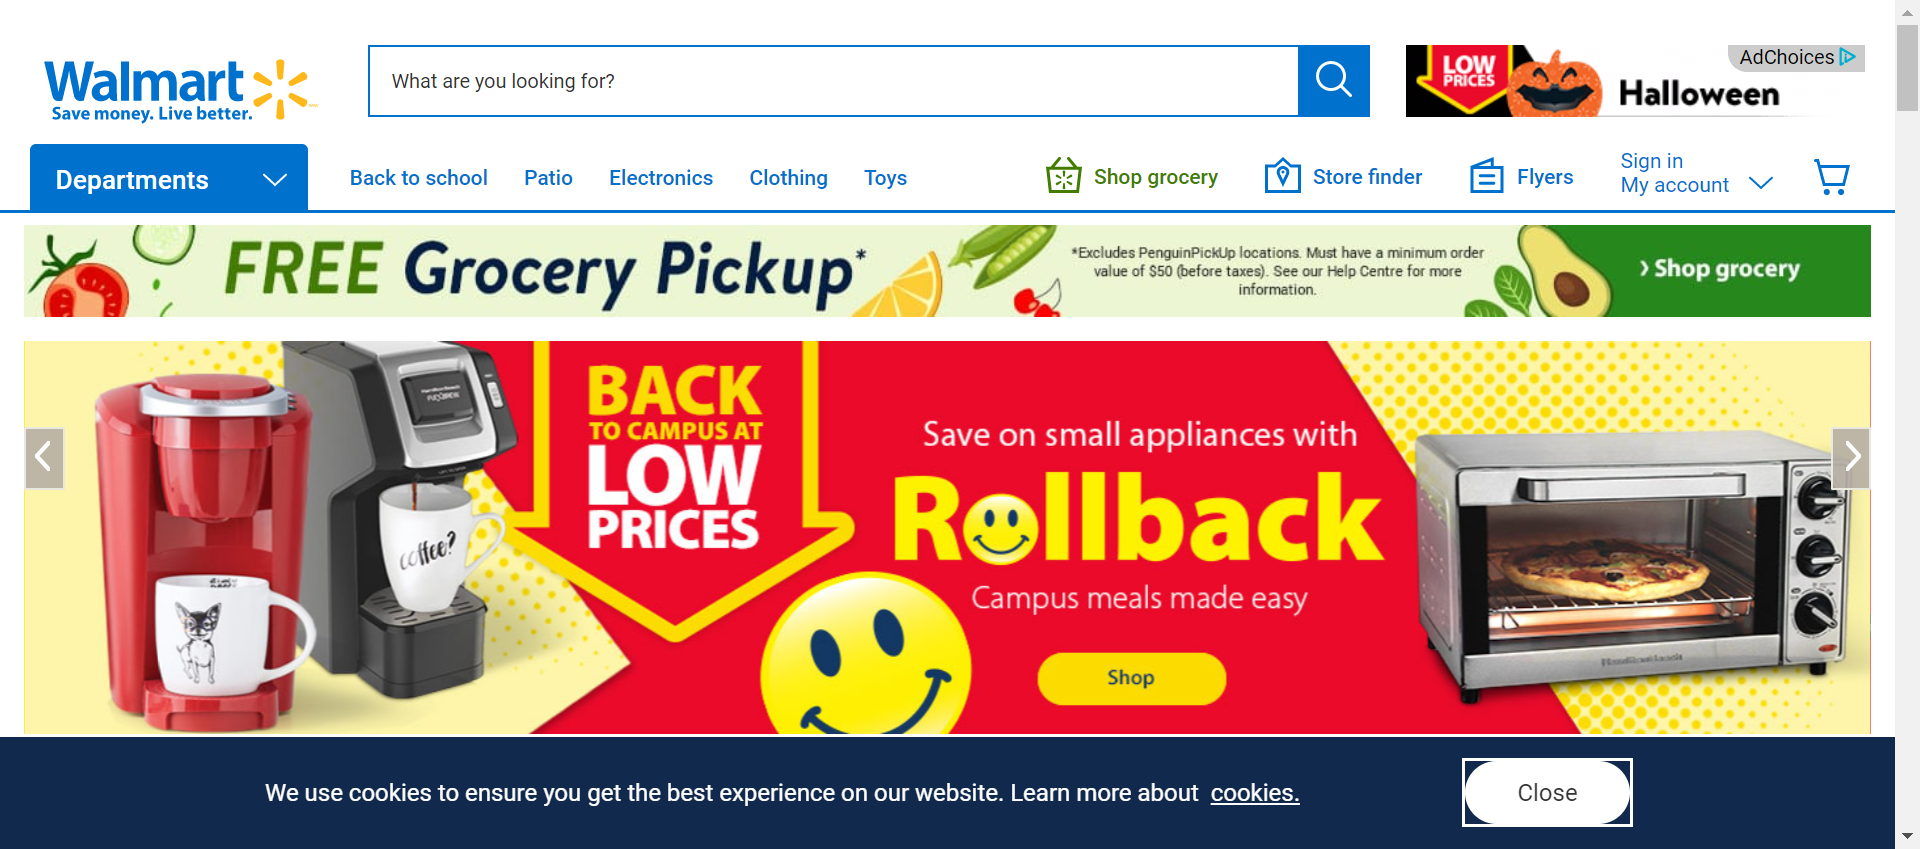 Walmart
Save money. Live better.
What are you looking for?
LOW
PRICES
Halloween
AdChoices
Departments
Back to school
Patio
Electronics
Clothing
Toys
Shop grocery
Store finder
Flyers
Sign in
My account
FREE Grocery Pickup*
*Excludes PenguinPickUp locations. Must have a minimum order
value of $50 (before taxes). See our Help Centre for more
information.
› Shop grocery
BACK
TO CAMPUS AT
LOW
PRICES
Save on small appliances with
Rollback
Campus meals made easy
Shop
coffee?
We use cookies to ensure you get the best experience on our website. Learn more about cookies.
Close